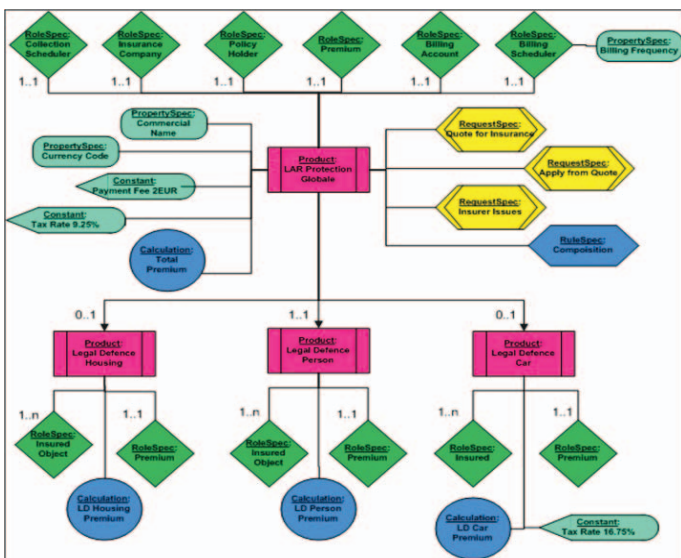 RoleSpec:
Collection
Scheduler
RoleSpec:
Insurance
Company
RoleSpec:
Policy
Holder
RoleSpec:
Premium
RoleSpec:
Billing
Account
RoleSpec:
Billing
Scheduler
PropertySpec:
Billing Frequency
1..1
1..1
1..1
1..1
1..1
1..1
PropertySpec:
Commercial
Name
PropertySpec:
Currency Code
Constant:
Payment Fee 2EUR
Constant:
Tax Rate 9.25%
Calculation:
Total
Premium
Product:
LAR Protection
Globale
RequestSpec:
Quote for Insurance
RequestSpec:
Apply from Quote
RequestSpec:
Insurer Issues
RuleSpec:
Compoisition
0..1
1..1
0..1
Product:
Legal Defence
Housing
Product:
Legal Defence
Person
Product:
Legal Defence
Car
1..n
1..1
1..n
1..1
1..n
1..1
RoleSpec:
Insured
Object
RoleSpec:
Premium
RoleSpec:
Insured
Object
RoleSpec:
Premium
RoleSpec:
Insured
RoleSpec:
Premium
Calculation:
LD Housing
Premium
Calculation:
LD Person
Premium
Calculation:
LD Car
Premium
Constant:
Tax Rate 16.75%